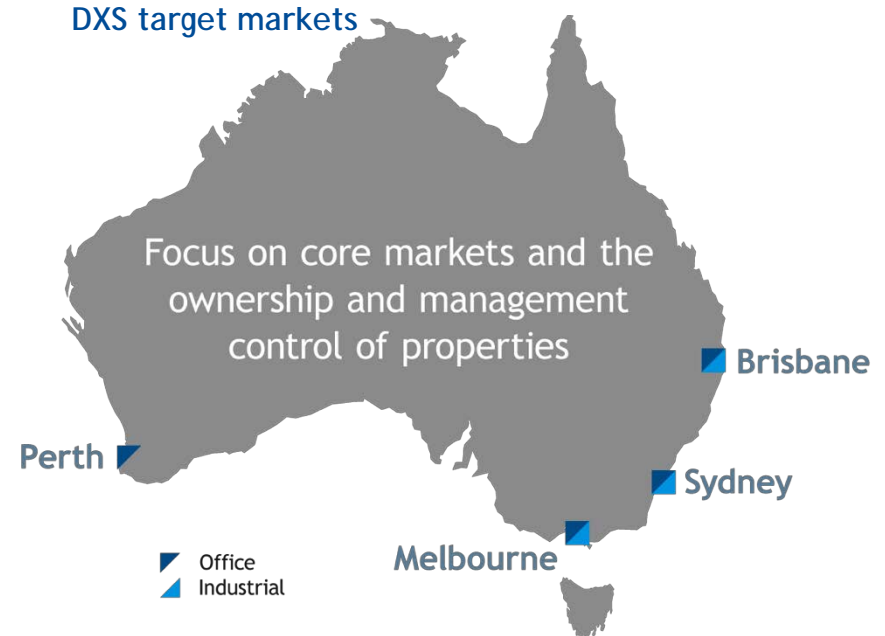 DXS target markets
Focus on core markets and the
ownership and management
control of properties
Brisbane
Perth
Sydney
Melbourne
Office
Industrial